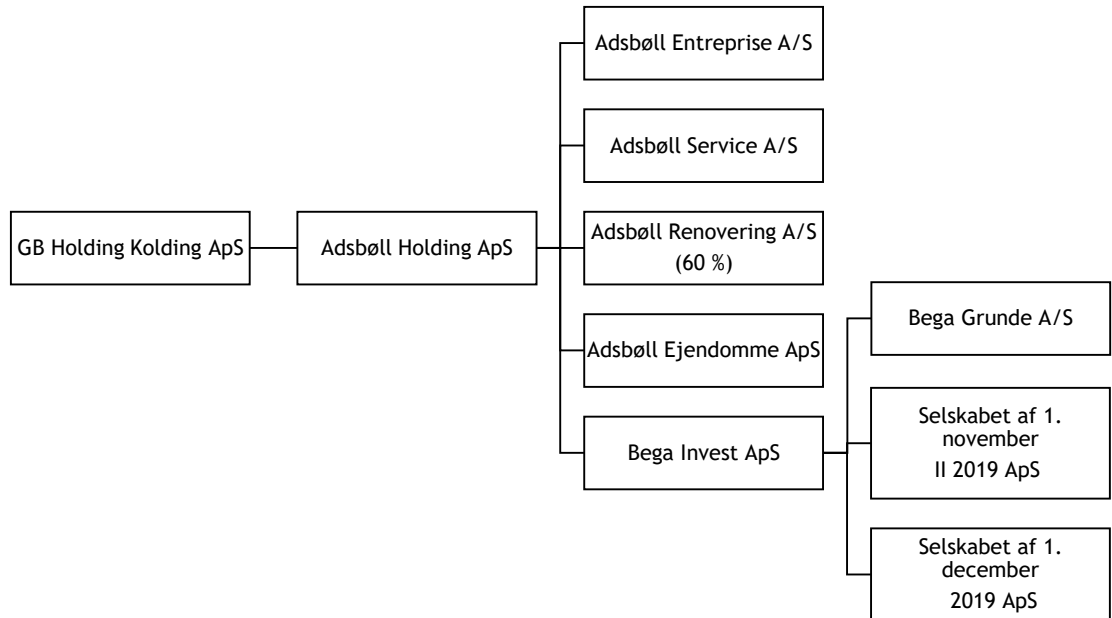 Adsbøll Entreprise A/S
Adsbøll Service A/S
GB Holding Kolding ApS
Adsbøll Holding ApS
Adsbøll Renovering A/S
(60 %)
Adsbøll Ejendomme ApS
Bega Invest ApS
Bega Grunde A/S
Selskabet af 1.
november
II 2019 ApS
Selskabet af 1.
december
2019 ApS